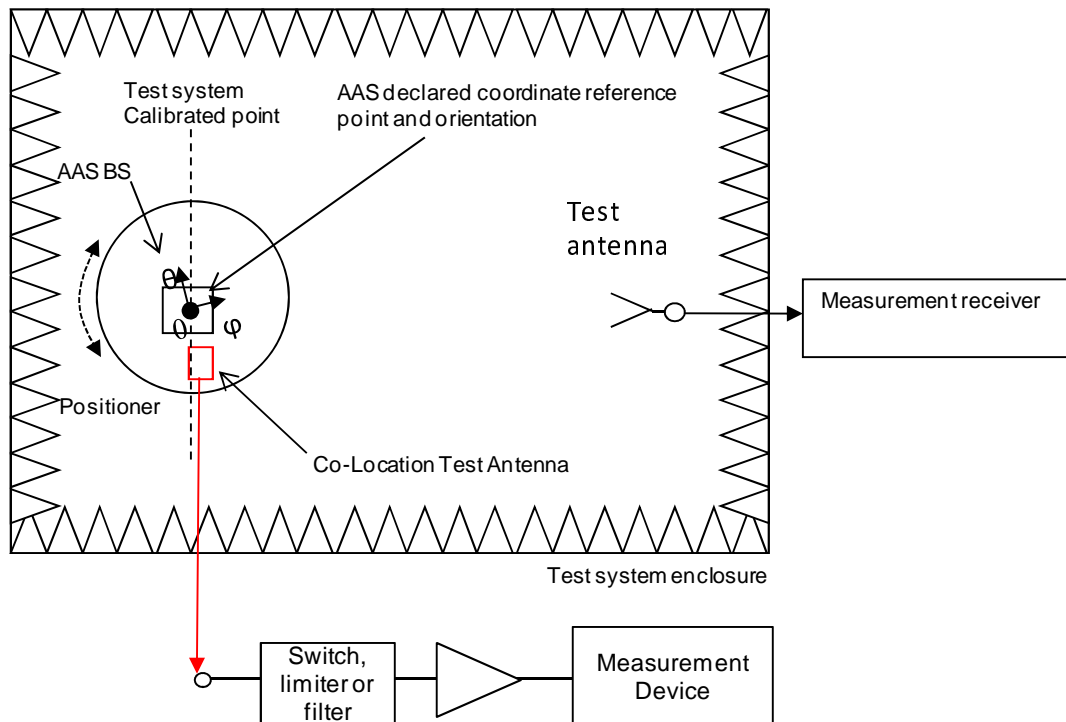 Test system
Calibrated point
AAS declared coordinate reference
point and orientation
AAS BS
Test
antenna
θ
0
φ
Measurement receiver
Positioner
Co-Location Test Antenna
Test system enclosure
Switch,
limiter or
filter
Measurement
Device